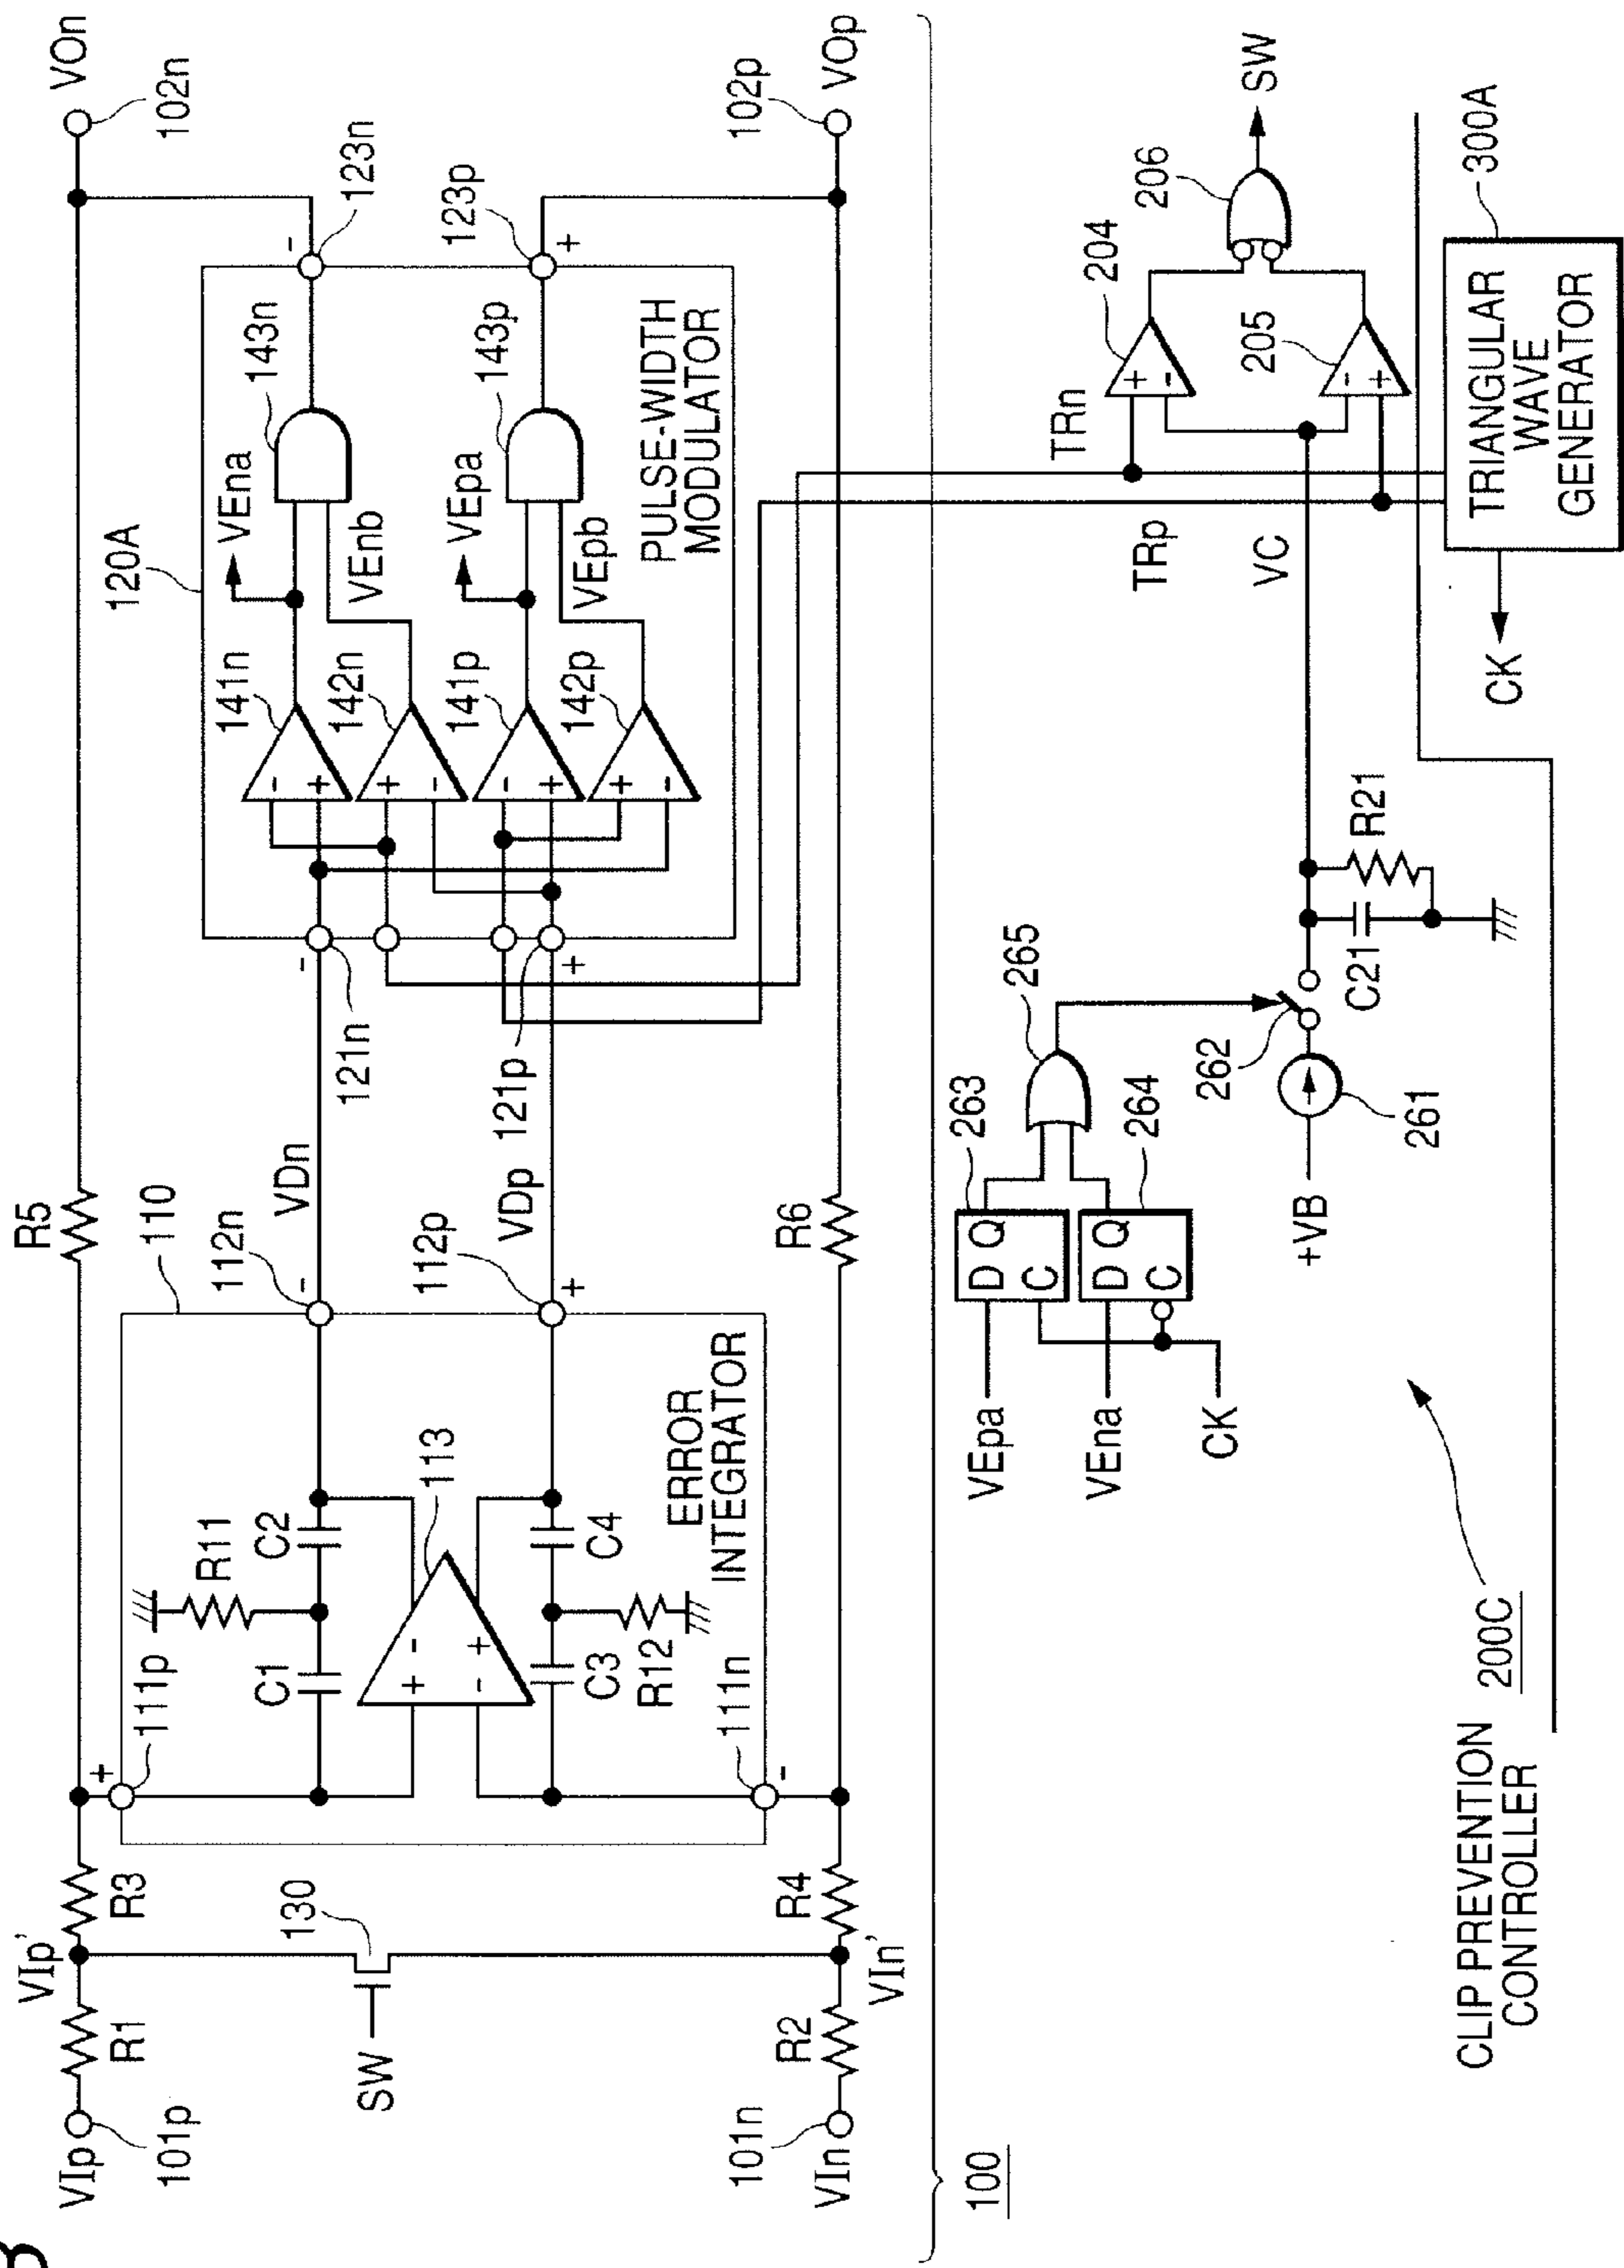 VIp
101p
R1
VIp'
R3
R5
VOn
102n
SW
130
111p
+
R11
C1
C2
+
-
-
+
113
C3
C4
R12
111n
-
ERROR
INTEGRATOR
110
112n
-
112p
+
VDn
VDp
121n
-
121p
+
120A
141n
-
+
142n
+
-
141p
-
+
142p
+
-
VEna
VEnb
VEpa
VEpb
143n
143p
PULSE-WIDTH
MODULATOR
123n
-
123p
+
VIn
101n
R2
VIn'
R4
R6
VOp
102p
100
VEpa
VEna
CK
D Q
C
263
D Q
C
264
265
262
+VB
261
C21
R21
VC
TRp
TRn
204
+
-
205
-
+
206
SW
CLIP PREVENTION
CONTROLLER
200C
CK
TRIANGULAR
WAVE
GENERATOR
300A